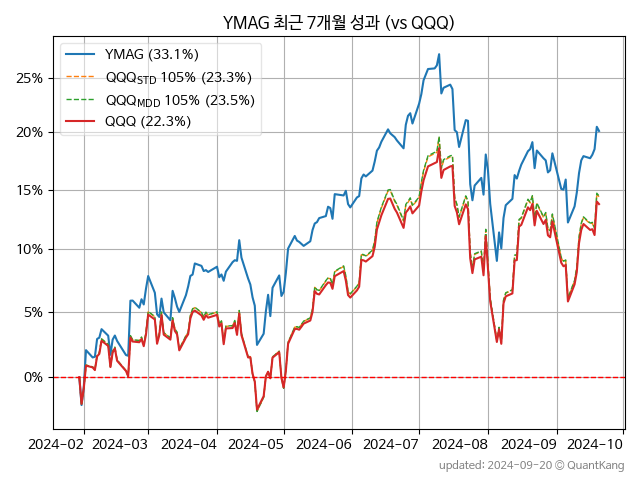 YMAG 최근 7개월 성과 (vs QQQ)
YMAG (33.1%)
QQQSTD 105% (23.3%)
QQQMDD 105% (23.5%)
QQQ (22.3%)
25%
20%
15%
10%
5%
0%
2024-02 2024-03 2024-04 2024-05 2024-06 2024-07 2024-08 2024-09 2024-10
updated: 2024-09-20 © QuantKang